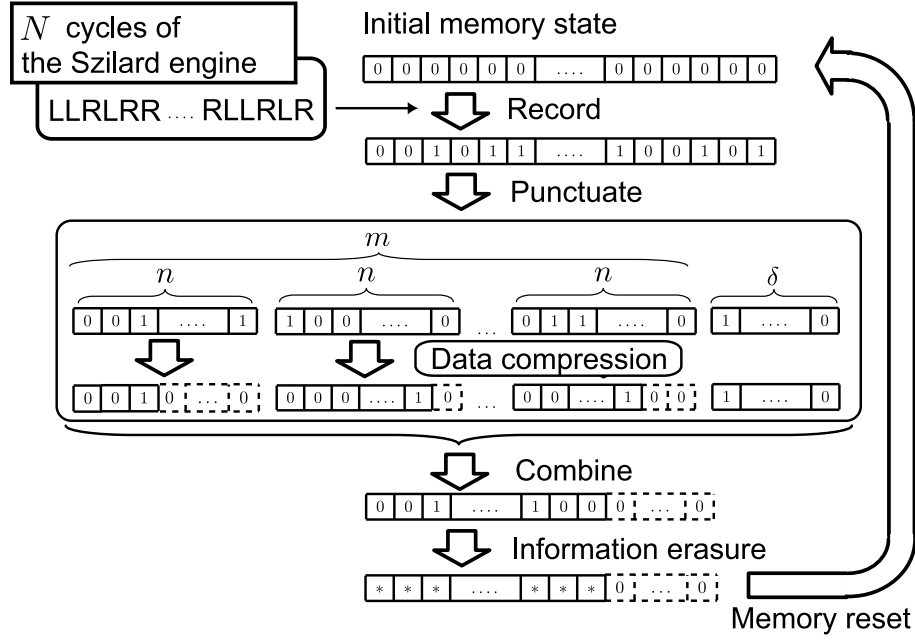 N cycles of
the Szilard engine
LLRLRR .... RLLRLR
Initial memory state
0 0 0 0 0 0 .... 0 0 0 0 0 0
Record
0 0 1 0 1 1 .... 1 0 0 1 0 1
Punctuate
m
n n n δ
0 0 1 .... 1 1 0 0 .... 0 ... 0 1 1 .... 0 1 .... 0
Data compression
0 0 1 0 ... 0 0 0 0 .... 1 0 ... 0 0 .... 1 0 0 1 .... 0
Combine
0 0 1 .... 1 0 0 0 ... 0
Information erasure
* * * .... * * * 0 ... 0
Memory reset